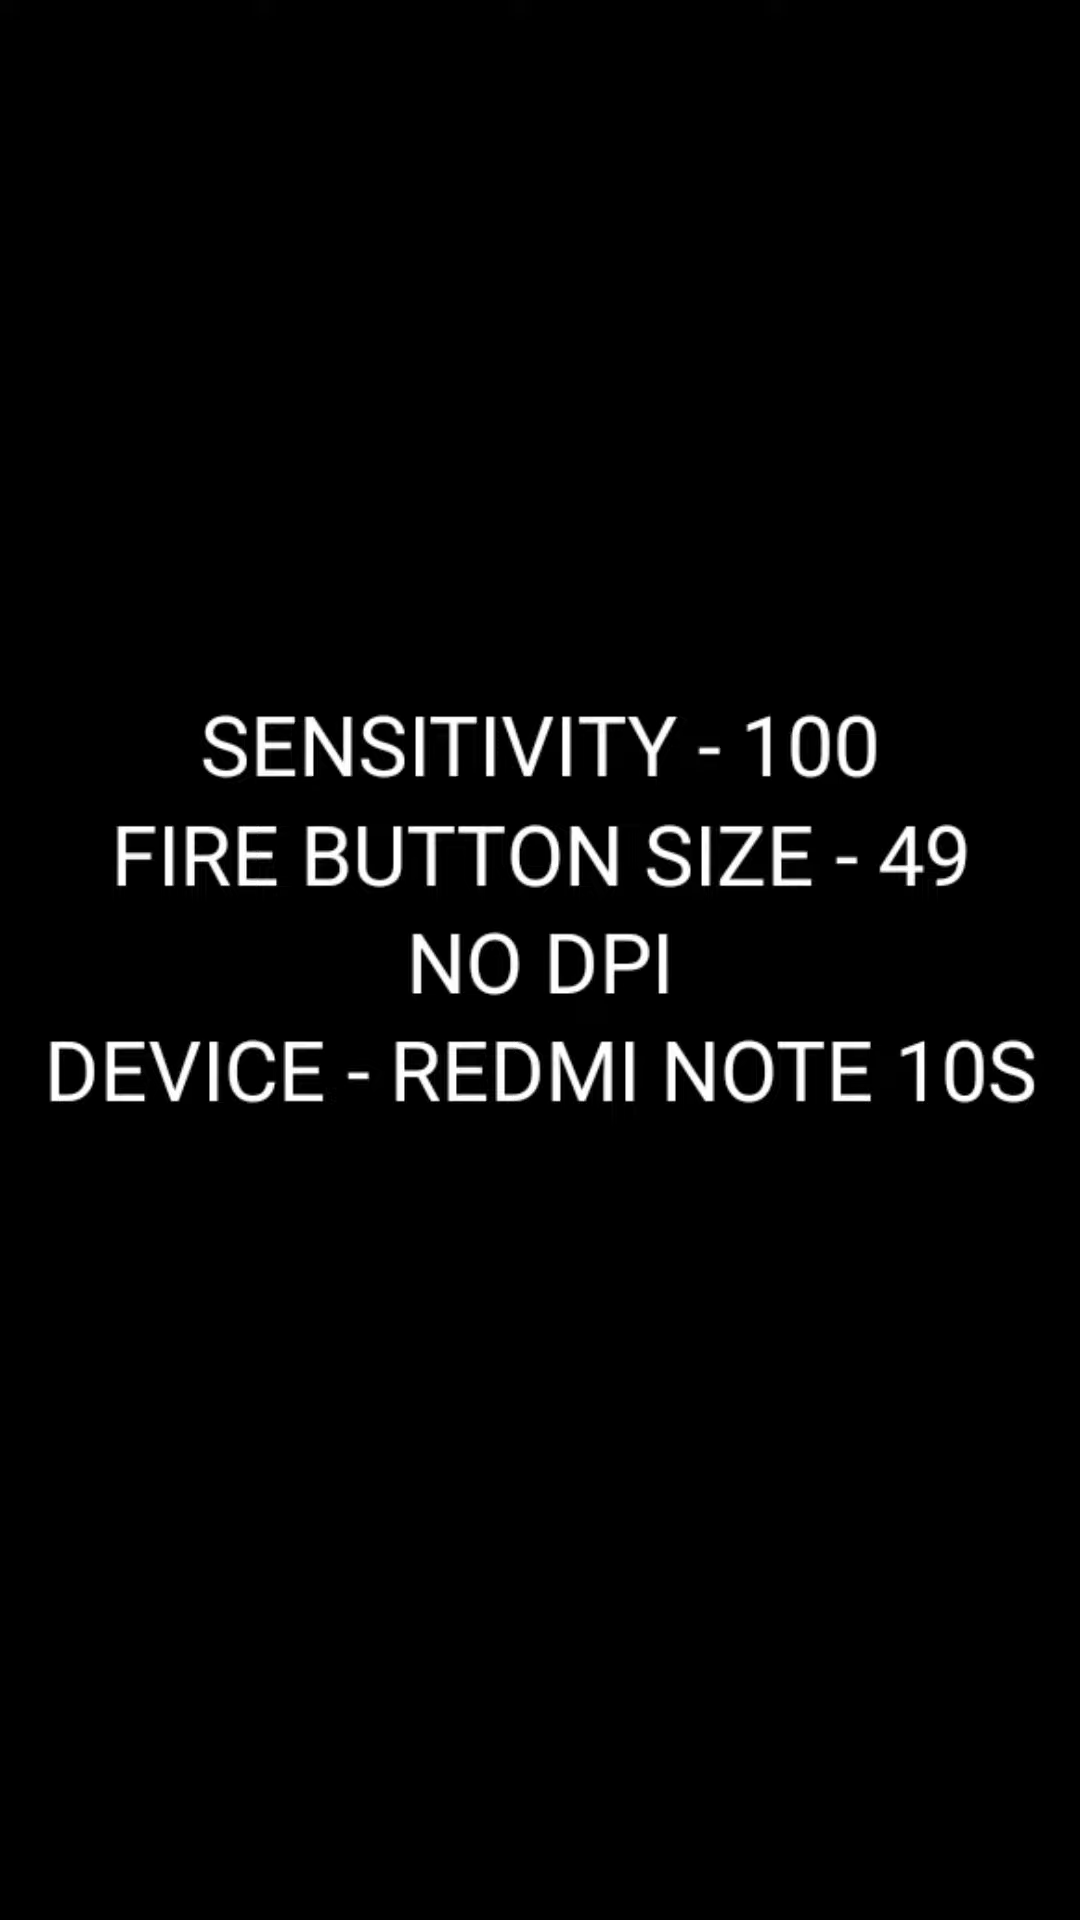 SENSITIVITY - 100
FIRE BUTTON SIZE - 49
NO DPI
DEVICE - REDMI NOTE 10S